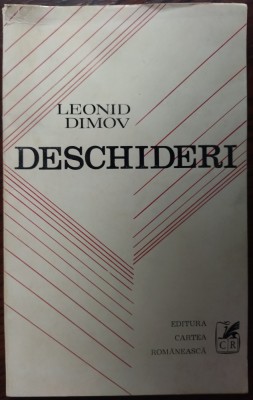 LEONID
DIMOV
DESCHIDERI
EDITURA
CARTEA
ROMÂNEASCĂ
CR